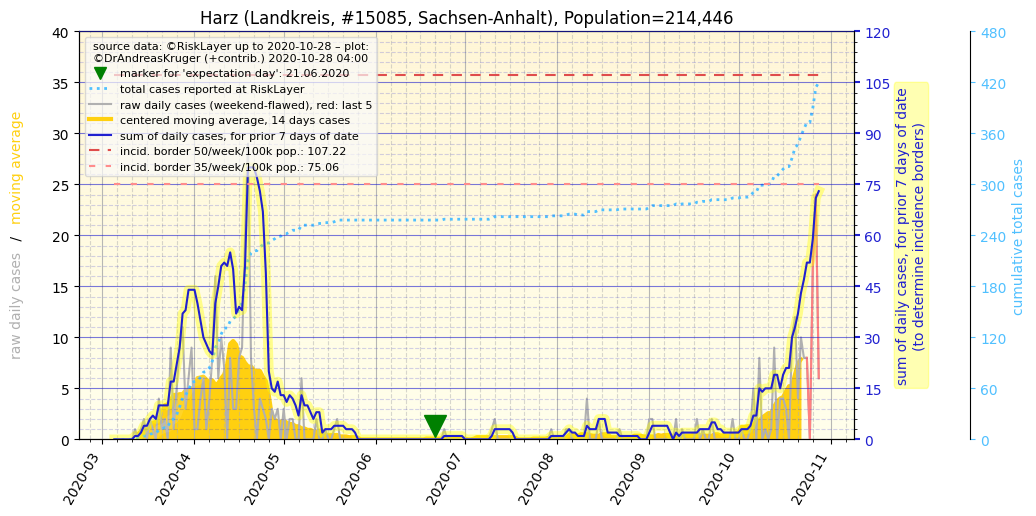 Harz (Landkreis, #15085, Sachsen-Anhalt), Population=214,446
source data: ©RiskLayer up to 2020-10-28 – plot:
©DrAndreasKruger (+contrib.) 2020-10-28 04:00
marker for 'expectation day': 21.06.2020
total cases reported at RiskLayer
raw daily cases (weekend-flawed), red: last 5
centered moving average, 14 days cases
sum of daily cases, for prior 7 days of date
incid. border 50/week/100k pop.: 107.22
incid. border 35/week/100k pop.: 75.06
raw daily cases / moving average
40
35
30
25
20
15
10
5
0
2020-03
2020-04
2020-05
2020-06
2020-07
2020-08
2020-09
2020-10
2020-11
120
105
90
75
60
45
30
15
0
sum of daily cases, for prior 7 days of date
(to determine incidence borders)
480
420
360
300
240
180
120
60
0
cumulative total cases